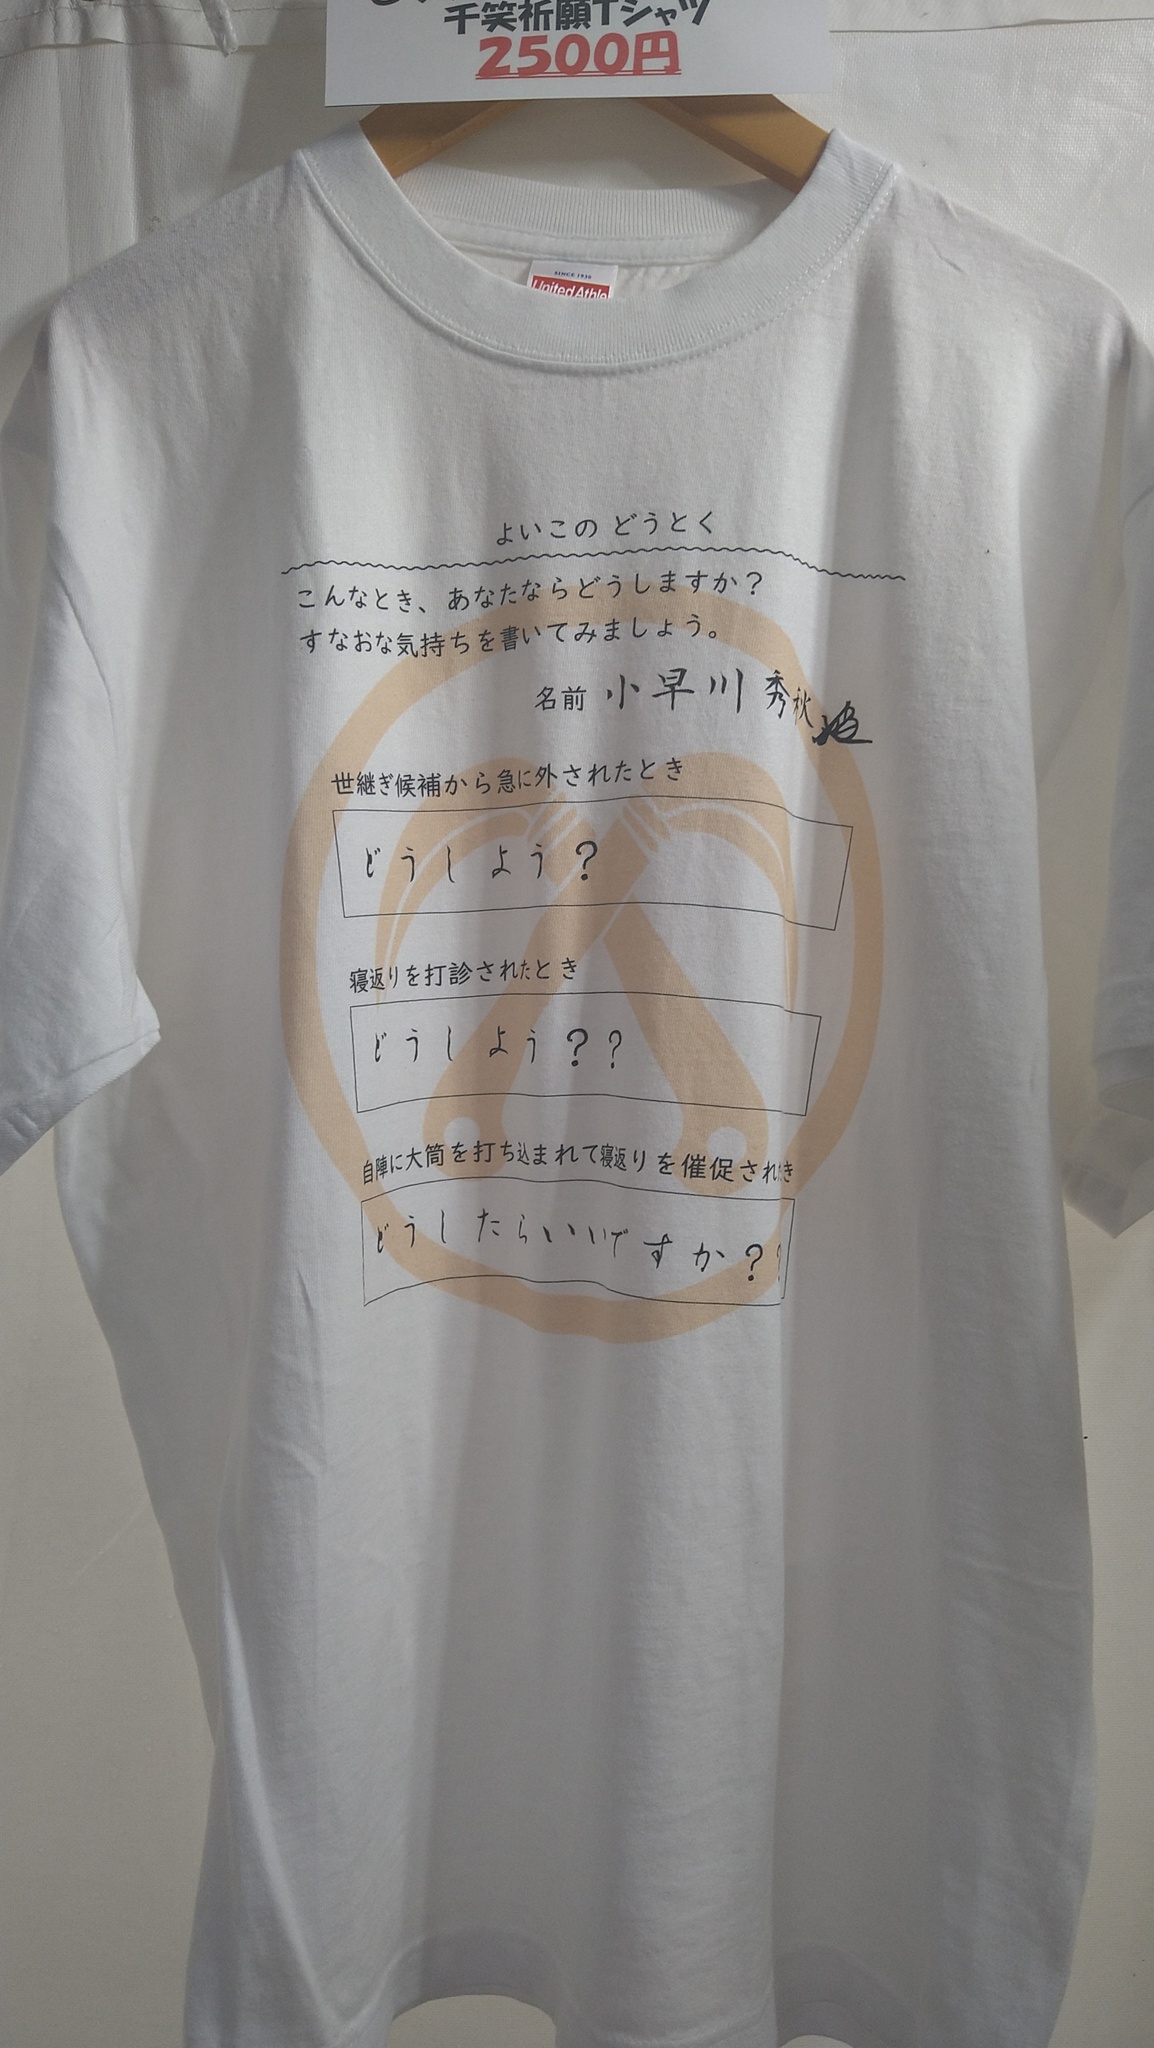 千笑祈願Tシャツ
2500円
SINCE 1950
United Athle
よいこの どうとく
こんなとき、あなたならどうしますか？
すなおな気持ちを書いてみましょう。
名前 小早川 秀秋
世継ぎ候補から急に外されたとき
どうしよう？
寝返りを打診されたとき
どうしよう？？
自陣に大筒を打ち込まれて寝返りを催促されたとき
どうしたらいいですか？？